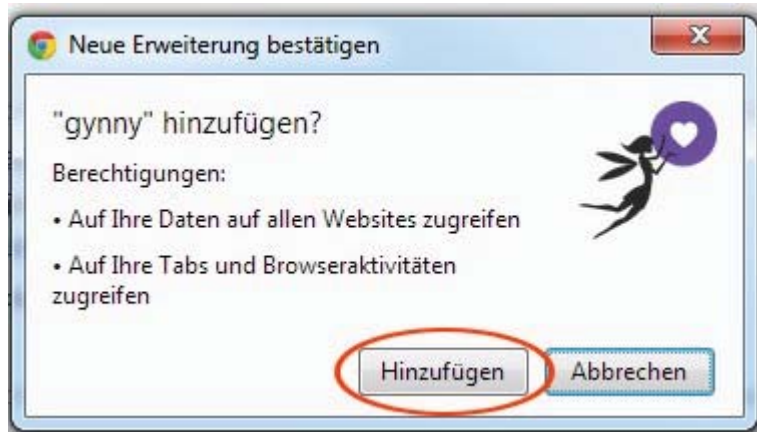 Neue Erweiterung bestätigen
"gynny" hinzufügen?
Berechtigungen:
• Auf Ihre Daten auf allen Websites zugreifen
• Auf Ihre Tabs und Browseraktivitäten
zugreifen
Hinzufügen Abbrechen